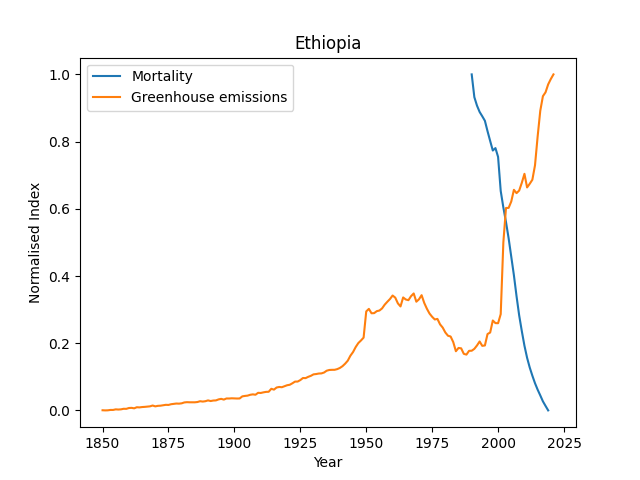 Ethiopia
Mortality
Greenhouse emissions
1.0
0.8
0.6
0.4
0.2
0.0
Normalised Index
1850 1875 1900 1925 1950 1975 2000 2025
Year